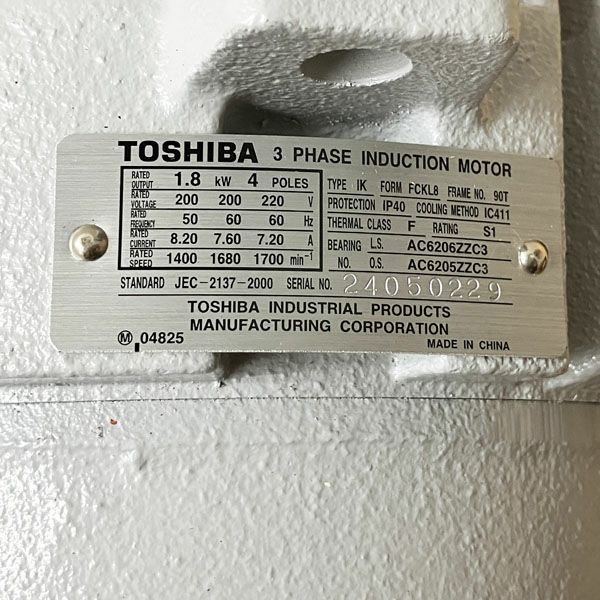 TOSHIBA 3 PHASE INDUCTION MOTOR
RATED OUTPUT 1.8 kW 4 POLES
RATED VOLTAGE 200 200 220 V
RATED FREQUENCY 50 60 60 Hz
RATED CURRENT 8.20 7.60 7.20 A
RATED SPEED 1400 1680 1700 min⁻¹
TYPE IK FORM FCKL8 FRAME NO. 90T
PROTECTION IP40 COOLING METHOD IC411
THERMAL CLASS F RATING S1
BEARING L.S. AC6206ZZC3
NO. O.S. AC6205ZZC3
STANDARD JEC-2137-2000 SERIAL NO. 24050229
TOSHIBA INDUSTRIAL PRODUCTS
MANUFACTURING CORPORATION
Ⓜ 04825
MADE IN CHINA